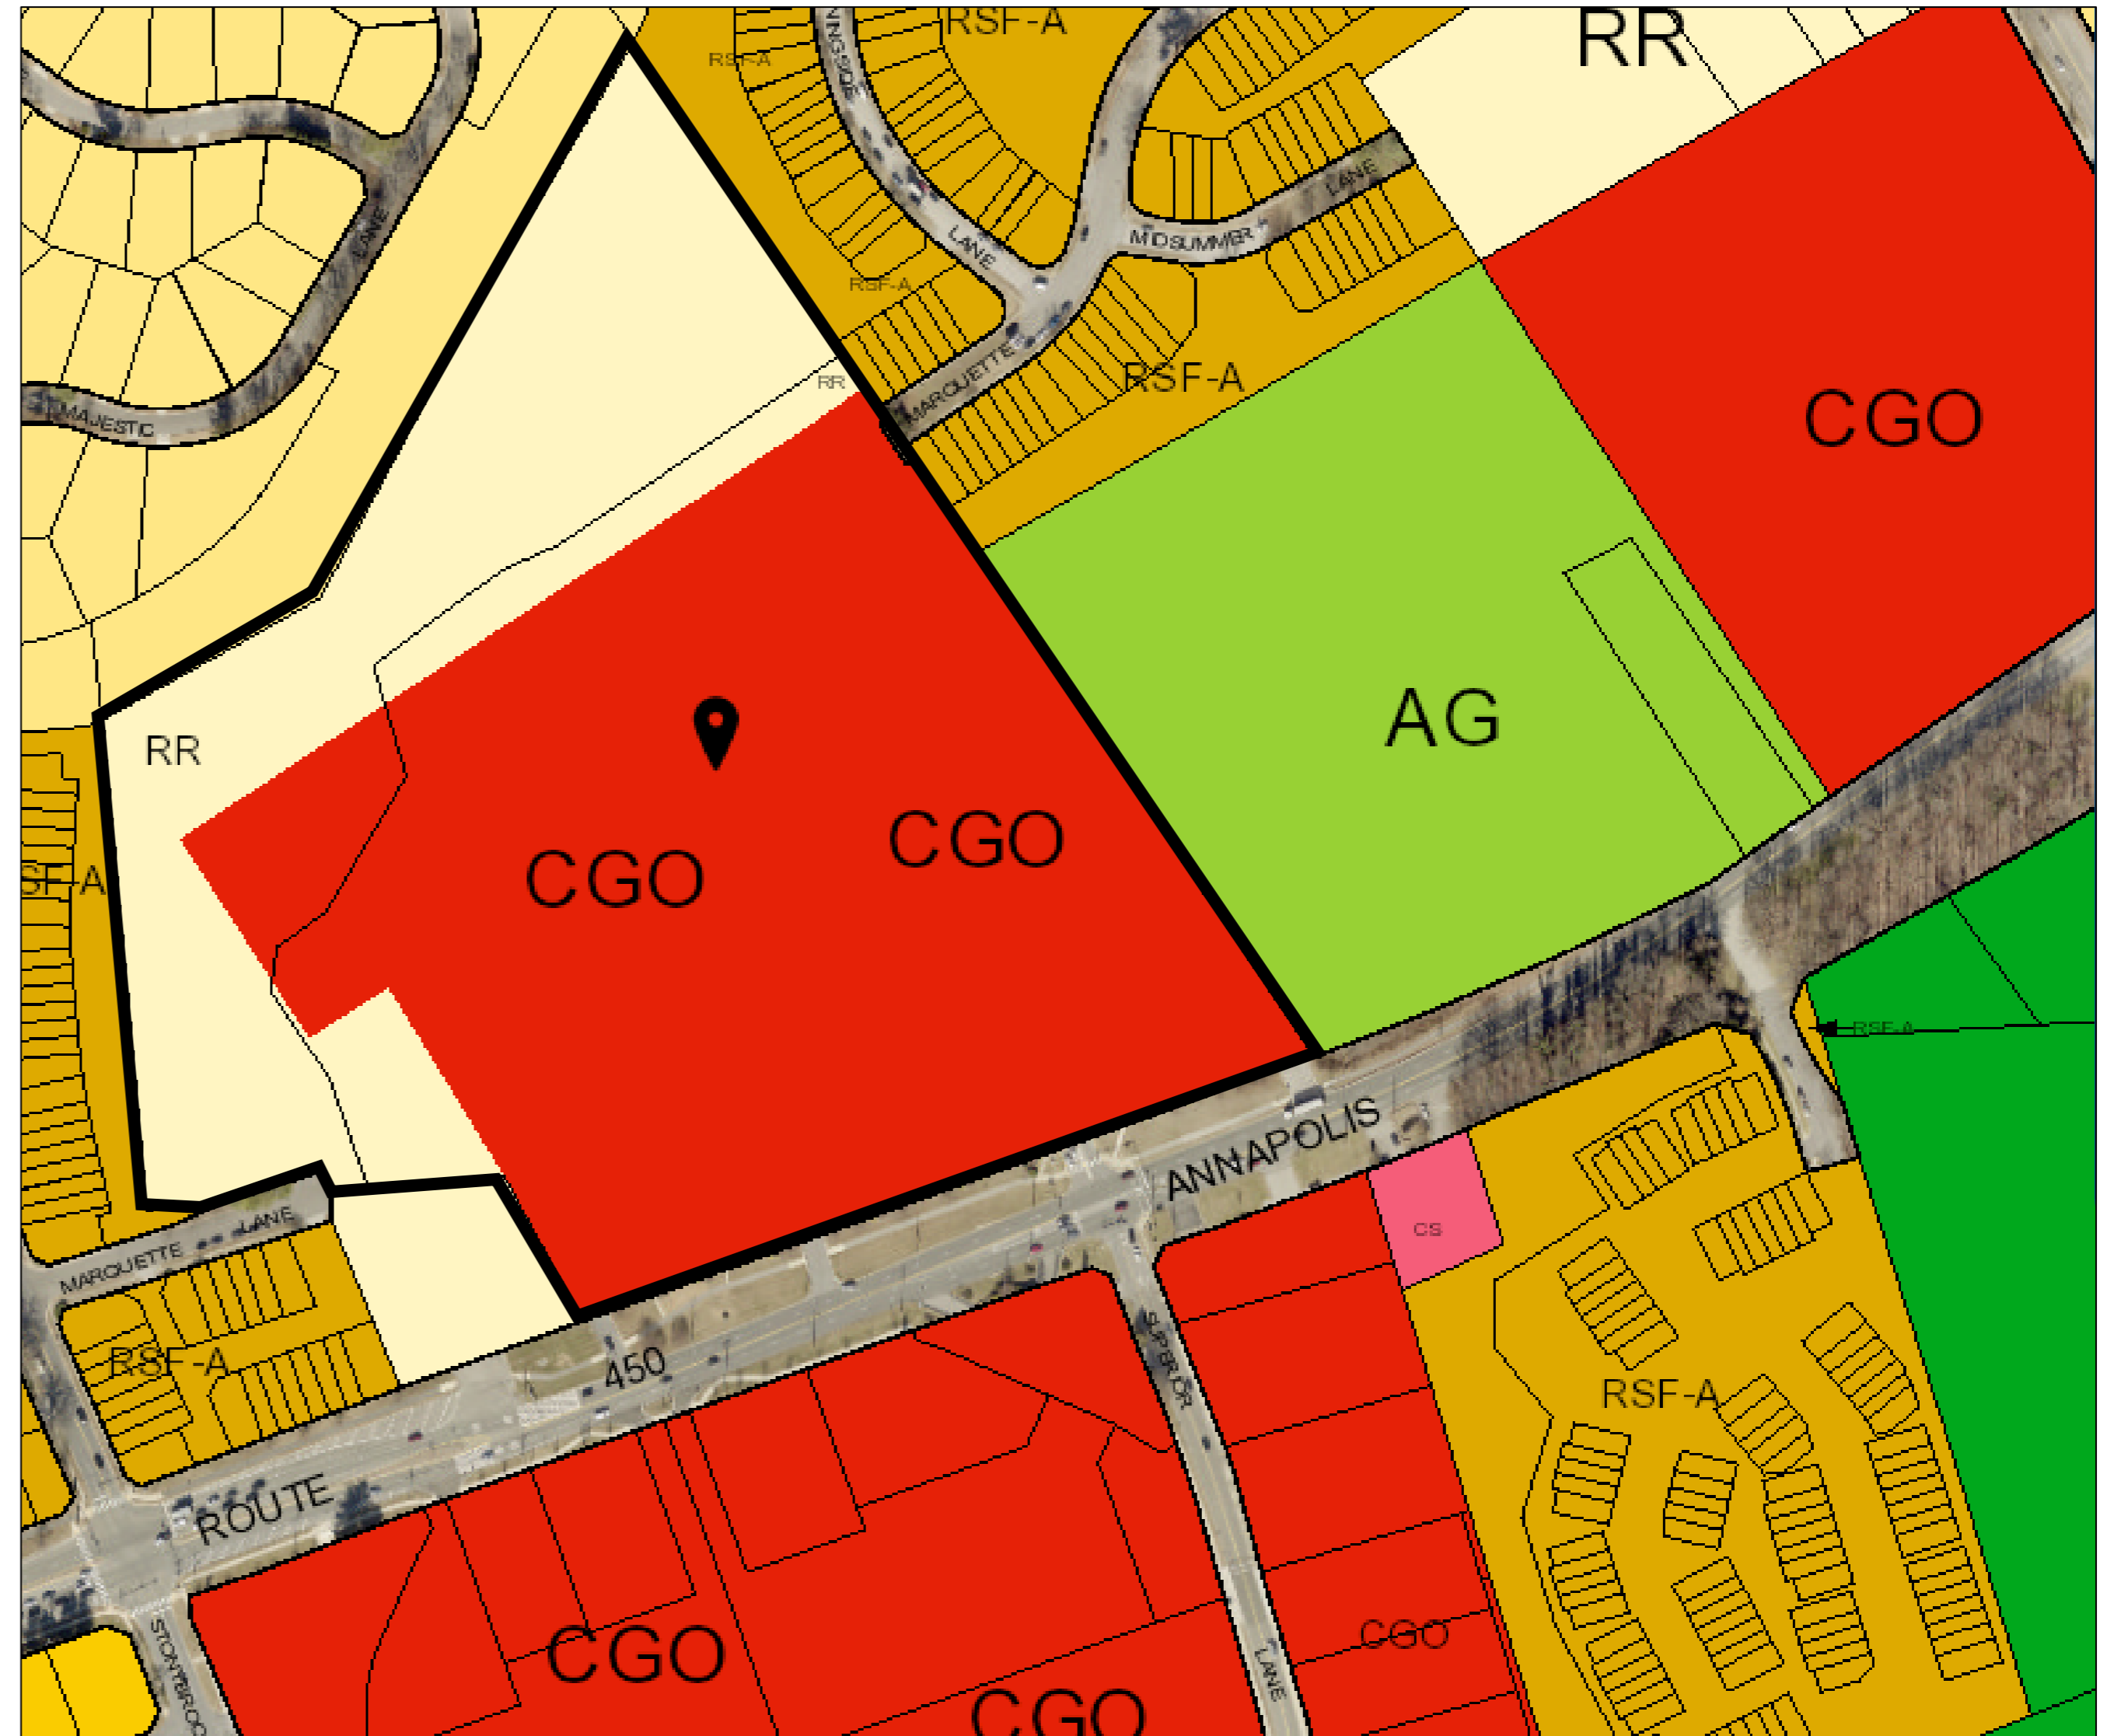 RSF-A
RR
RSF-A
LANE
LANE
MIDSUMMER
LANE
RSF-A
MARQUETTE
RSF-A
RR
MAJESTIC
CGO
AG
RR
CGO
CGO
RSF-A
ANNAPOLIS
CS
LANE
MARQUETTE
SUPERIOR
RSF-A
450
RSF-A
ROUTE
CGO
CGO
LANE
CGO